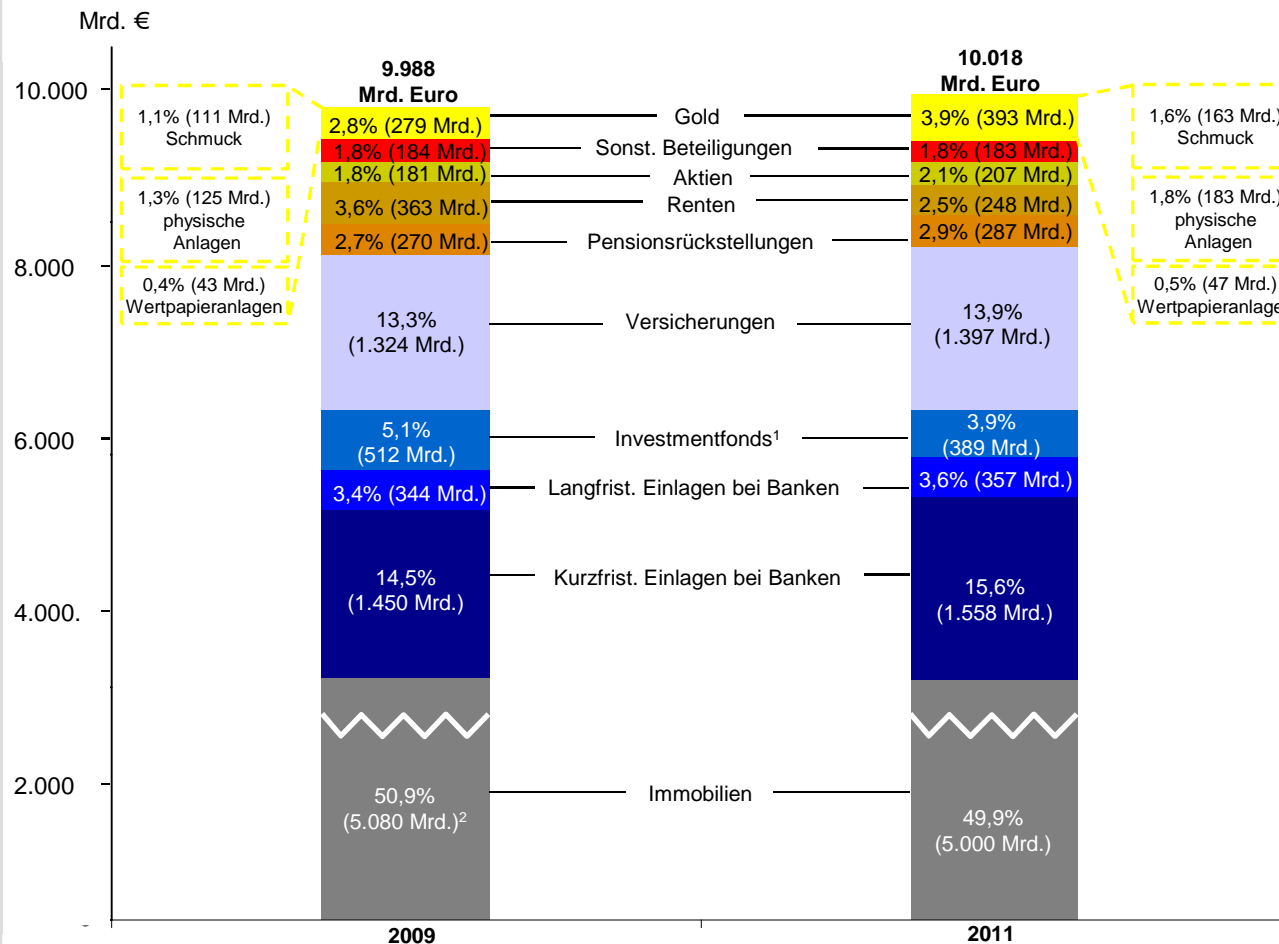 Mrd. €
10.000
8.000
6.000
4.000.
2.000
1,1% (111 Mrd.)
Schmuck
1,3% (125 Mrd.)
physische
Anlagen
0,4% (43 Mrd.)
Wertpapieranlagen
9.988
Mrd. Euro
2,8% (279 Mrd.)
1,8% (184 Mrd.)
1,8% (181 Mrd.)
3,6% (363 Mrd.)
2,7% (270 Mrd.)
13,3%
(1.324 Mrd.)
5,1%
(512 Mrd.)
3,4% (344 Mrd.)
14,5%
(1.450 Mrd.)
50,9%
(5.080 Mrd.)²
2009
Gold
Sonst. Beteiligungen
Aktien
Renten
Pensionsrückstellungen
Versicherungen
Investmentfonds¹
Langfrist. Einlagen bei Banken
Kurzfrist. Einlagen bei Banken
Immobilien
10.018
Mrd. Euro
3,9% (393 Mrd.)
1,8% (183 Mrd.)
2,1% (207 Mrd.)
2,5% (248 Mrd.)
2,9% (287 Mrd.)
13,9%
(1.397 Mrd.)
3,9%
(389 Mrd.)
3,6% (357 Mrd.)
15,6%
(1.558 Mrd.)
49,9%
(5.000 Mrd.)
2011
1,6% (163 Mrd.)
Schmuck
1,8% (183 Mrd.)
physische
Anlagen
0,5% (47 Mrd.)
Wertpapieranlage